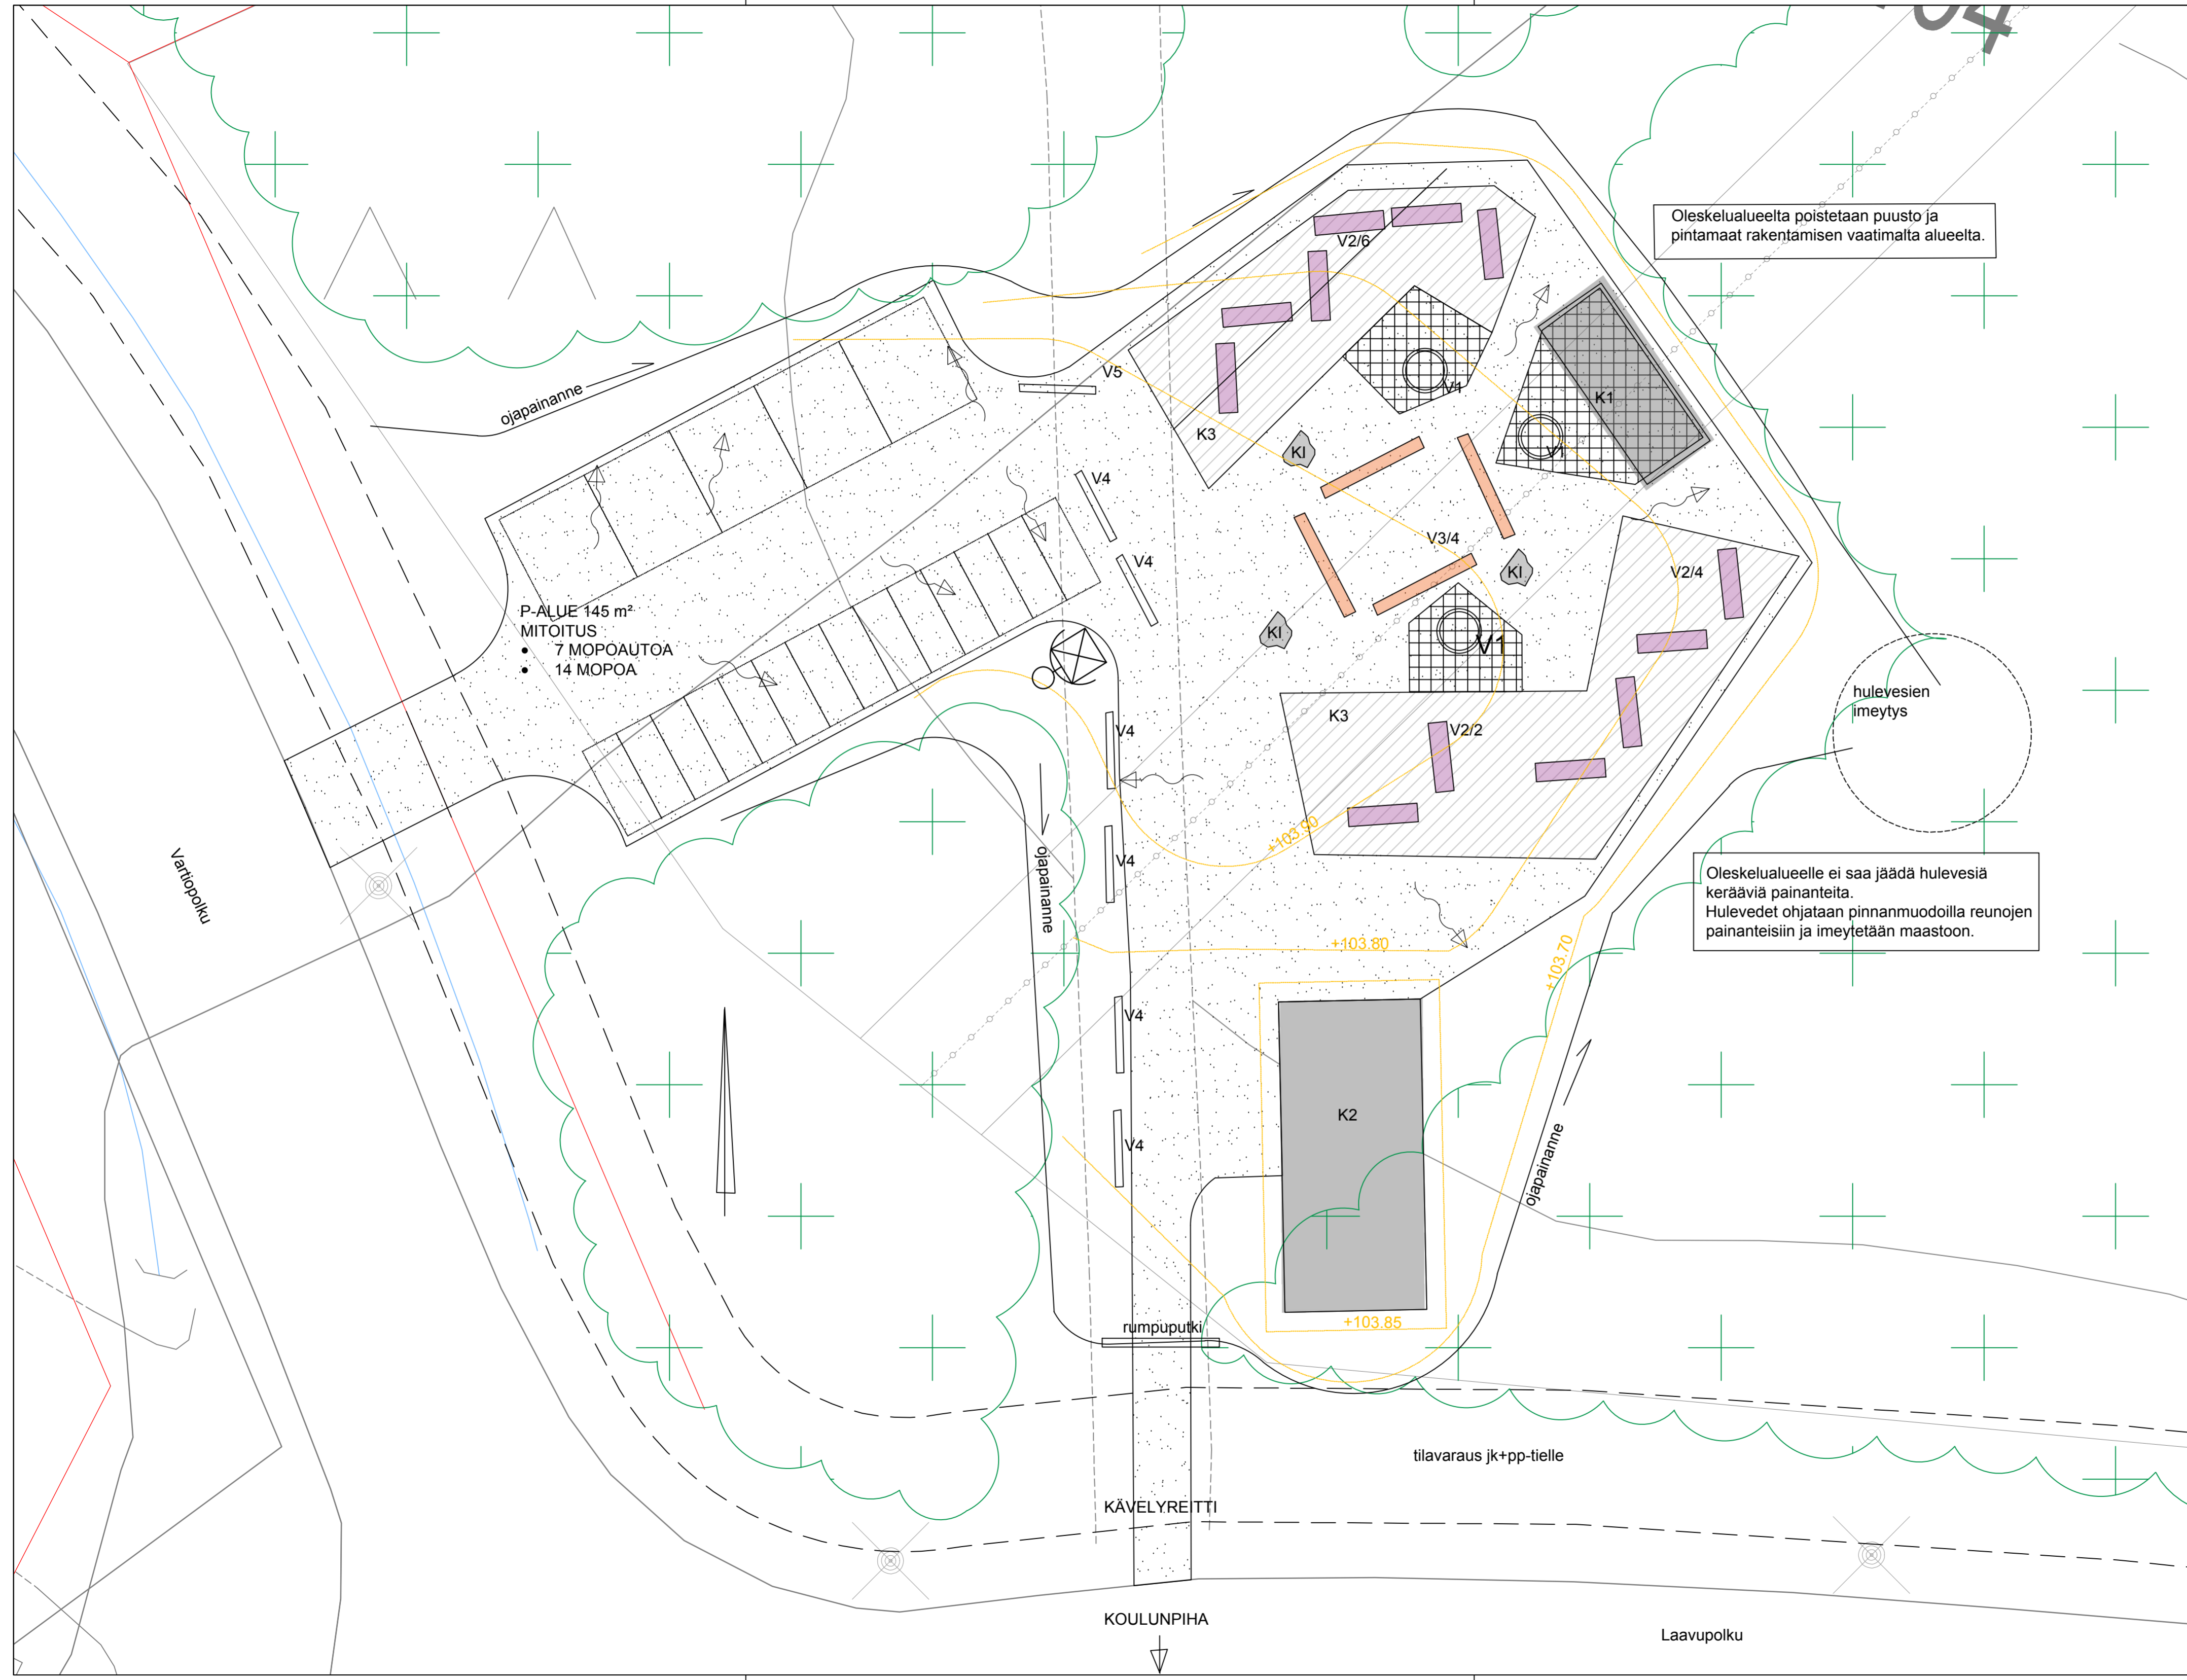 04
Oleskelualueelta poistetaan puusto ja
pintamaat rakentamisen vaatimalta alueelta.
V2/6
V5
ojapainanne
V1
K1
K3
KI
V1
V4
V3/4
V4
KI
V2/4
P-ALUE 145 m²
MITOITUS
● 7 MOPOAUTOA
● 14 MOPOA
KI
V1
hulevesien
imeytys
K3
V4
V2/2
+103.90
V4
Vartiopolku
ojapainanne
Oleskelualueelle ei saa jäädä hulevesiä
kerääviä painanteita.
Hulevedet ohjataan pinnanmuodoilla reunojen
painanteisiin ja imeytetään maastoon.
+103.80
+103.70
V4
K2
V4
ojapainanne
rumpuputki
+103.85
tilavaraus jk+pp-tielle
KÄVELYREITTI
KOULUNPIHA
Laavupolku